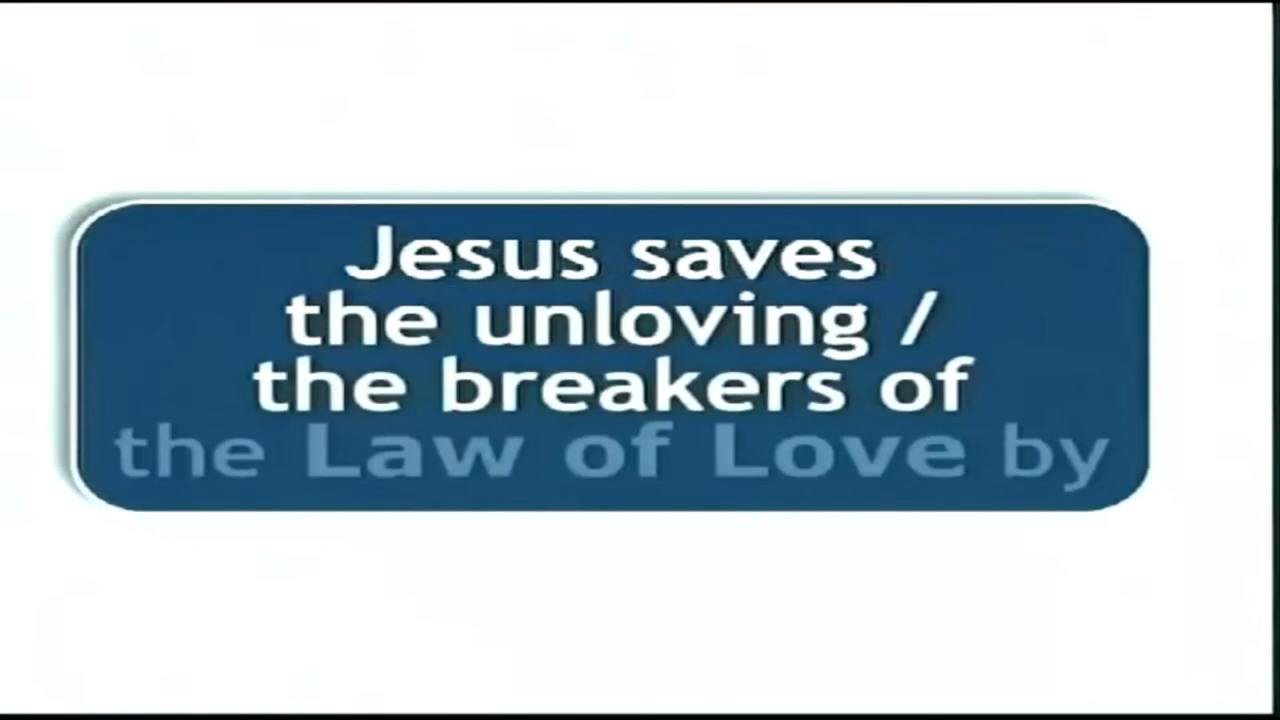 Jesus saves
the unloving /
the breakers of
the Law of Love by